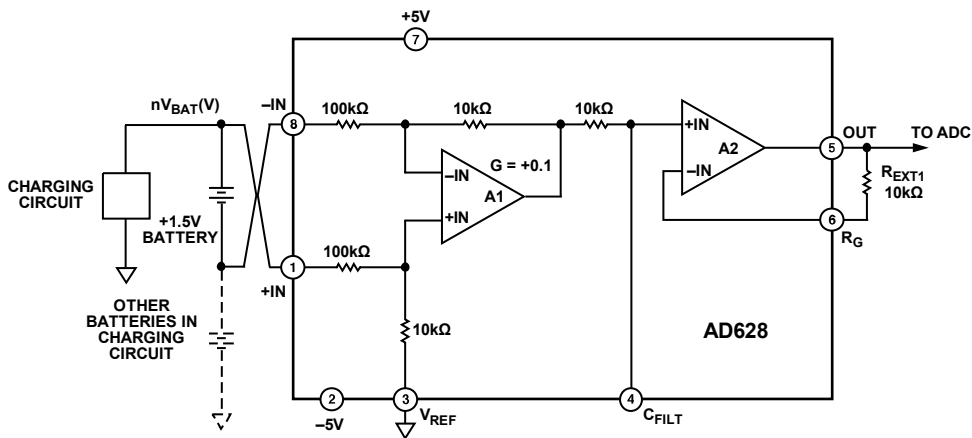 +5V
7
nV_BAT(V)
–IN
8
100kΩ
10kΩ
10kΩ
+IN
A2
–IN
OUT
5
TO ADC
R_EXT1
10kΩ
6
R_G
G = +0.1
–IN
A1
+IN
CHARGING
CIRCUIT
+1.5V
BATTERY
1
+IN
100kΩ
OTHER
BATTERIES IN
CHARGING
CIRCUIT
10kΩ
AD628
2
–5V
3
V_REF
4
C_FILT